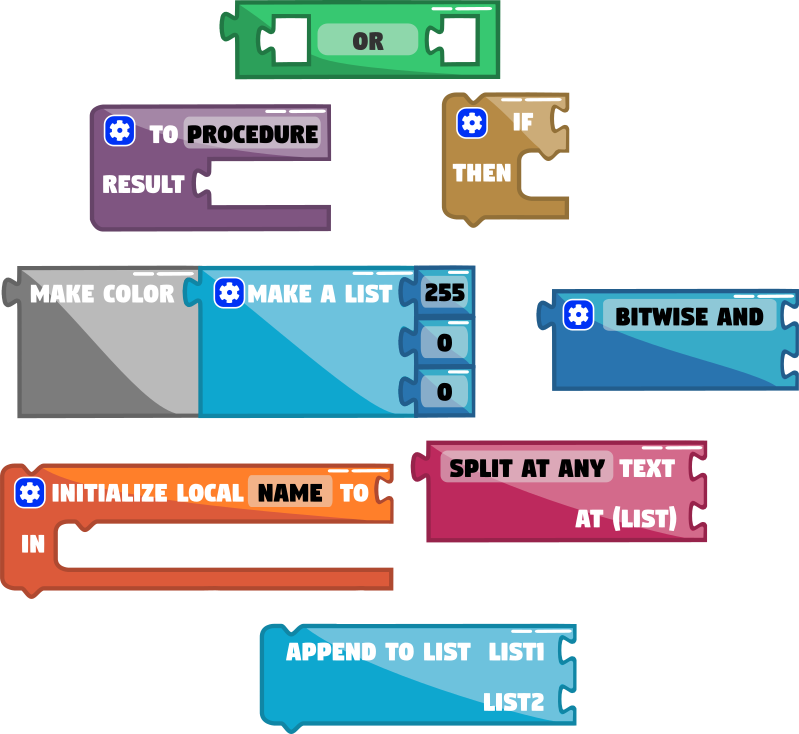 OR
TO PROCEDURE
RESULT
IF
THEN
MAKE COLOR MAKE A LIST 255
0
0
BITWISE AND
INITIALIZE LOCAL NAME TO
IN
SPLIT AT ANY TEXT
AT (LIST)
APPEND TO LIST LIST1
LIST2